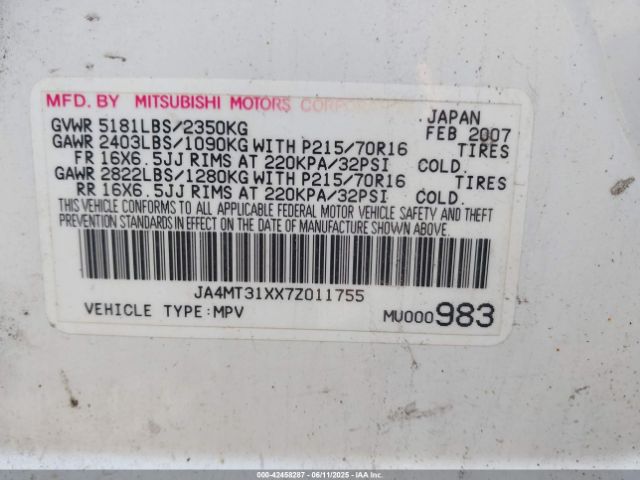 MFD. BY MITSUBISHI MOTORS CORPORATION
JAPAN
GVWR 5181LBS/2350KG
FEB 2007
GAWR 2403LBS/1090KG WITH P215/70R16 TIRES
FR 16X6.5JJ RIMS AT 220KPA/32PSI COLD.
GAWR 2822LBS/1280KG WITH P215/70R16 TIRES
RR 16X6.5JJ RIMS AT 220KPA/32PSI COLD.
THIS VEHICLE CONFORMS TO ALL APPLICABLE FEDERAL MOTOR VEHICLE SAFETY AND THEFT
PREVENTION STANDARDS IN EFFECT ON THE DATE OF MANUFACTURE SHOWN ABOVE.
JA4MT31XX7Z011755
VEHICLE TYPE:MPV
MU000983
© 000-42458287 - 06/11/2025 - IAAI.COM